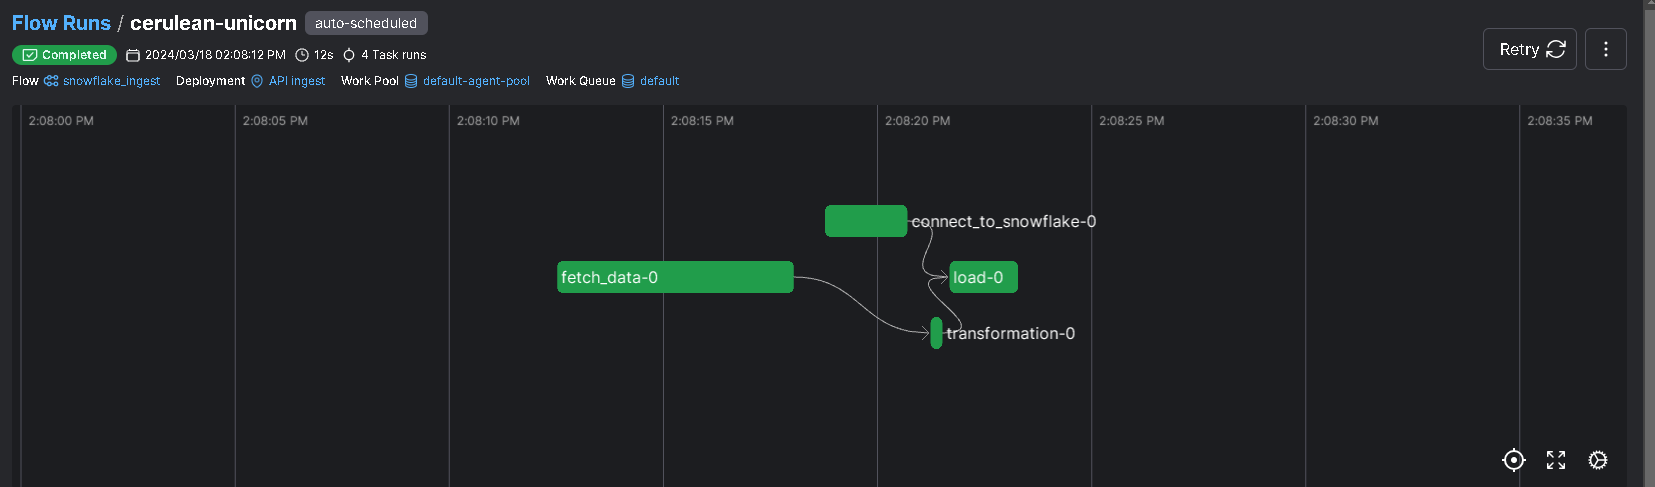 Flow Runs / cerulean-unicorn auto-scheduled
Completed 2024/03/18 02:08:12 PM 12s 4 Task runs
Retry
Flow snowflake_ingest Deployment API ingest Work Pool default-agent-pool Work Queue default
2:08:00 PM 2:08:05 PM 2:08:10 PM 2:08:15 PM 2:08:20 PM 2:08:25 PM 2:08:30 PM 2:08:35 PM
connect_to_snowflake-0
fetch_data-0 load-0
transformation-0